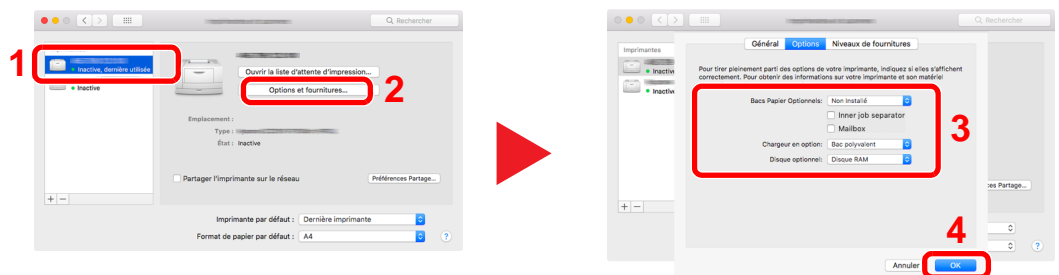 Rechercher
1
Inactive, dernière utilisée
Inactive
Ouvrir la liste d'attente d'impression...
Options et fournitures...
2
Emplacement :
Type :
État : Inactive
Partager l'imprimante sur le réseau
Préférences Partage...
+ −
Imprimante par défaut : Dernière imprimante
Format de papier par défaut : A4
?
Rechercher
Imprimantes
Inactive
Inactive
Général Options Niveaux de fournitures
Pour tirer pleinement parti des options de votre imprimante, indiquez si elles s'affichent
correctement. Pour obtenir des informations sur votre imprimante et son matériel
Bacs Papier Optionnels: Non Installé
Inner job separator
Mailbox
Chargeur en option: Bac polyvalent
Disque optionnel: Disque RAM
3
Partage...
+ −
4
?
Annuler
OK